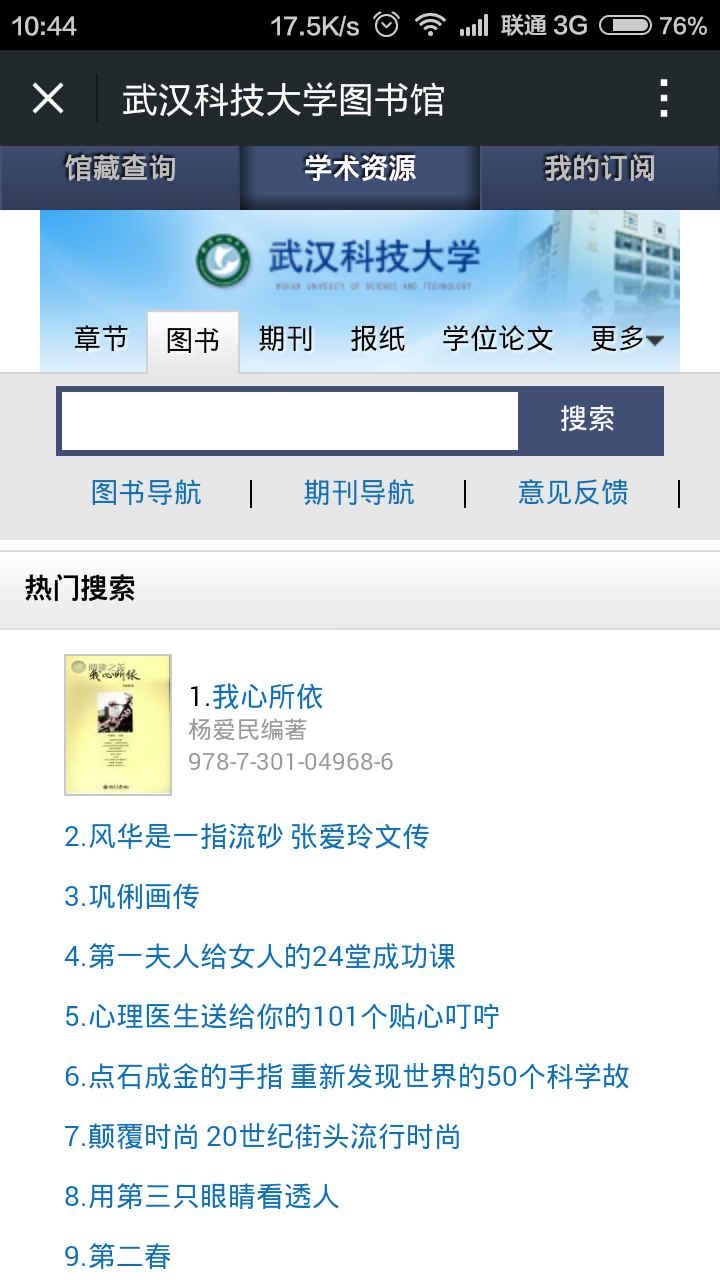 10:44 17.5K/s 联通 3G 76%
武汉科技大学图书馆
馆藏查询 学术资源 我的订阅
武汉科技大学
WUHAN UNIVERSITY OF SCIENCE AND TECHNOLOGY
章节 图书 期刊 报纸 学位论文 更多
搜索
图书导航 | 期刊导航 | 意见反馈 |
热门搜索
阅读之美
我心所依
1.我心所依
杨爱民编著
978-7-301-04968-6
2.风华是一指流砂 张爱玲文传
3.巩俐画传
4.第一夫人给女人的24堂成功课
5.心理医生送给你的101个贴心叮咛
6.点石成金的手指 重新发现世界的50个科学故
7.颠覆时尚 20世纪街头流行时尚
8.用第三只眼睛看透人
9.第二春